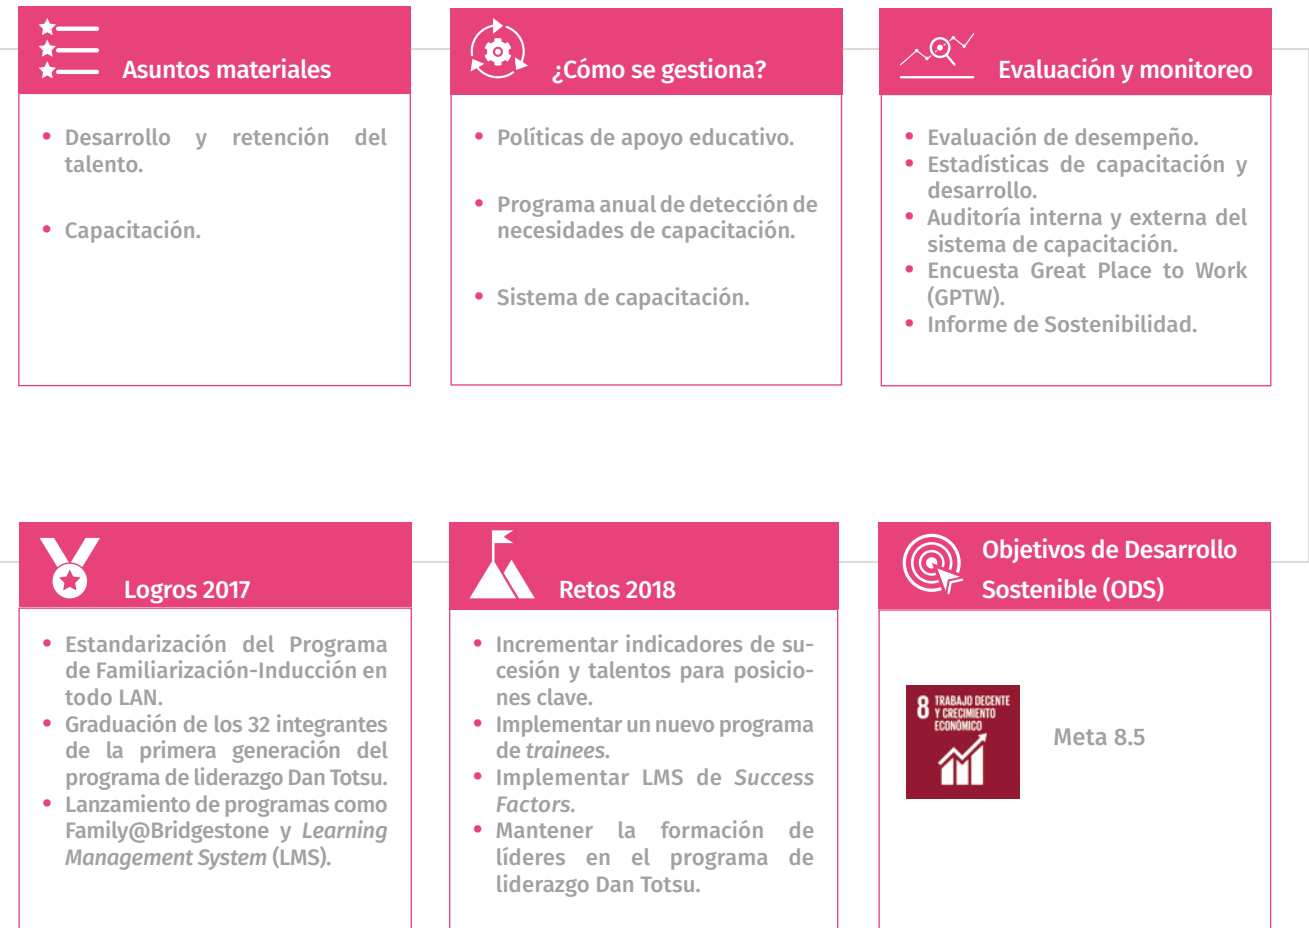 Asuntos materiales
• Desarrollo y retención del
talento.
• Capacitación.
¿Cómo se gestiona?
• Políticas de apoyo educativo.
• Programa anual de detección de
necesidades de capacitación.
• Sistema de capacitación.
Evaluación y monitoreo
• Evaluación de desempeño.
• Estadísticas de capacitación y
desarrollo.
• Auditoría interna y externa del
sistema de capacitación.
• Encuesta Great Place to Work
(GPTW).
• Informe de Sostenibilidad.
Logros 2017
• Estandarización del Programa
de Familiarización-Inducción en
todo LAN.
• Graduación de los 32 integrantes
de la primera generación del
programa de liderazgo Dan Totsu.
• Lanzamiento de programas como
Family@Bridgestone y Learning
Management System (LMS).
Retos 2018
• Incrementar indicadores de su-
cesión y talentos para posicio-
nes clave.
• Implementar un nuevo programa
de trainees.
• Implementar LMS de Success
Factors.
• Mantener la formación de
líderes en el programa de
liderazgo Dan Totsu.
Objetivos de Desarrollo
Sostenible (ODS)
8 TRABAJO DECENTE
Y CRECIMIENTO
ECONÓMICO
Meta 8.5